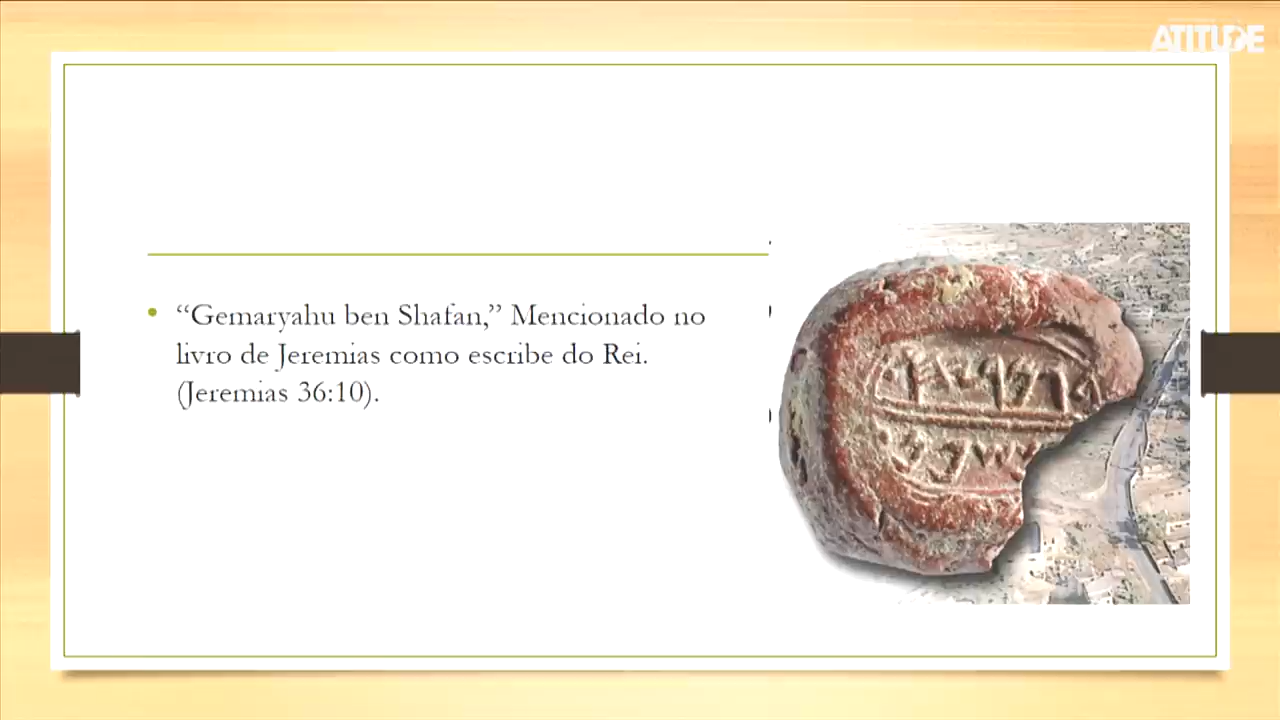 ATITUDE
“Gemaryahu ben Shafan,” Mencionado no
livro de Jeremias como escribe do Rei.
(Jeremias 36:10).